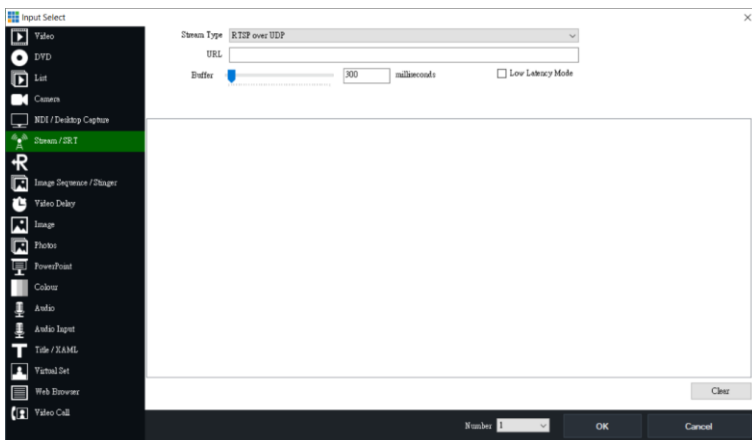 Input Select
Video
DVD
List
Camera
NDI / Desktop Capture
Stream / SRT
R
Image Sequence / Stinger
Video Delay
Image
Photos
PowerPoint
Colour
Audio
Audio Input
Title / XAML
Virtual Set
Web Browser
Video Call
Stream Type RTSP over UDP
URL
Buffer 300 milliseconds Low Latency Mode
Clear
Number 1 OK Cancel